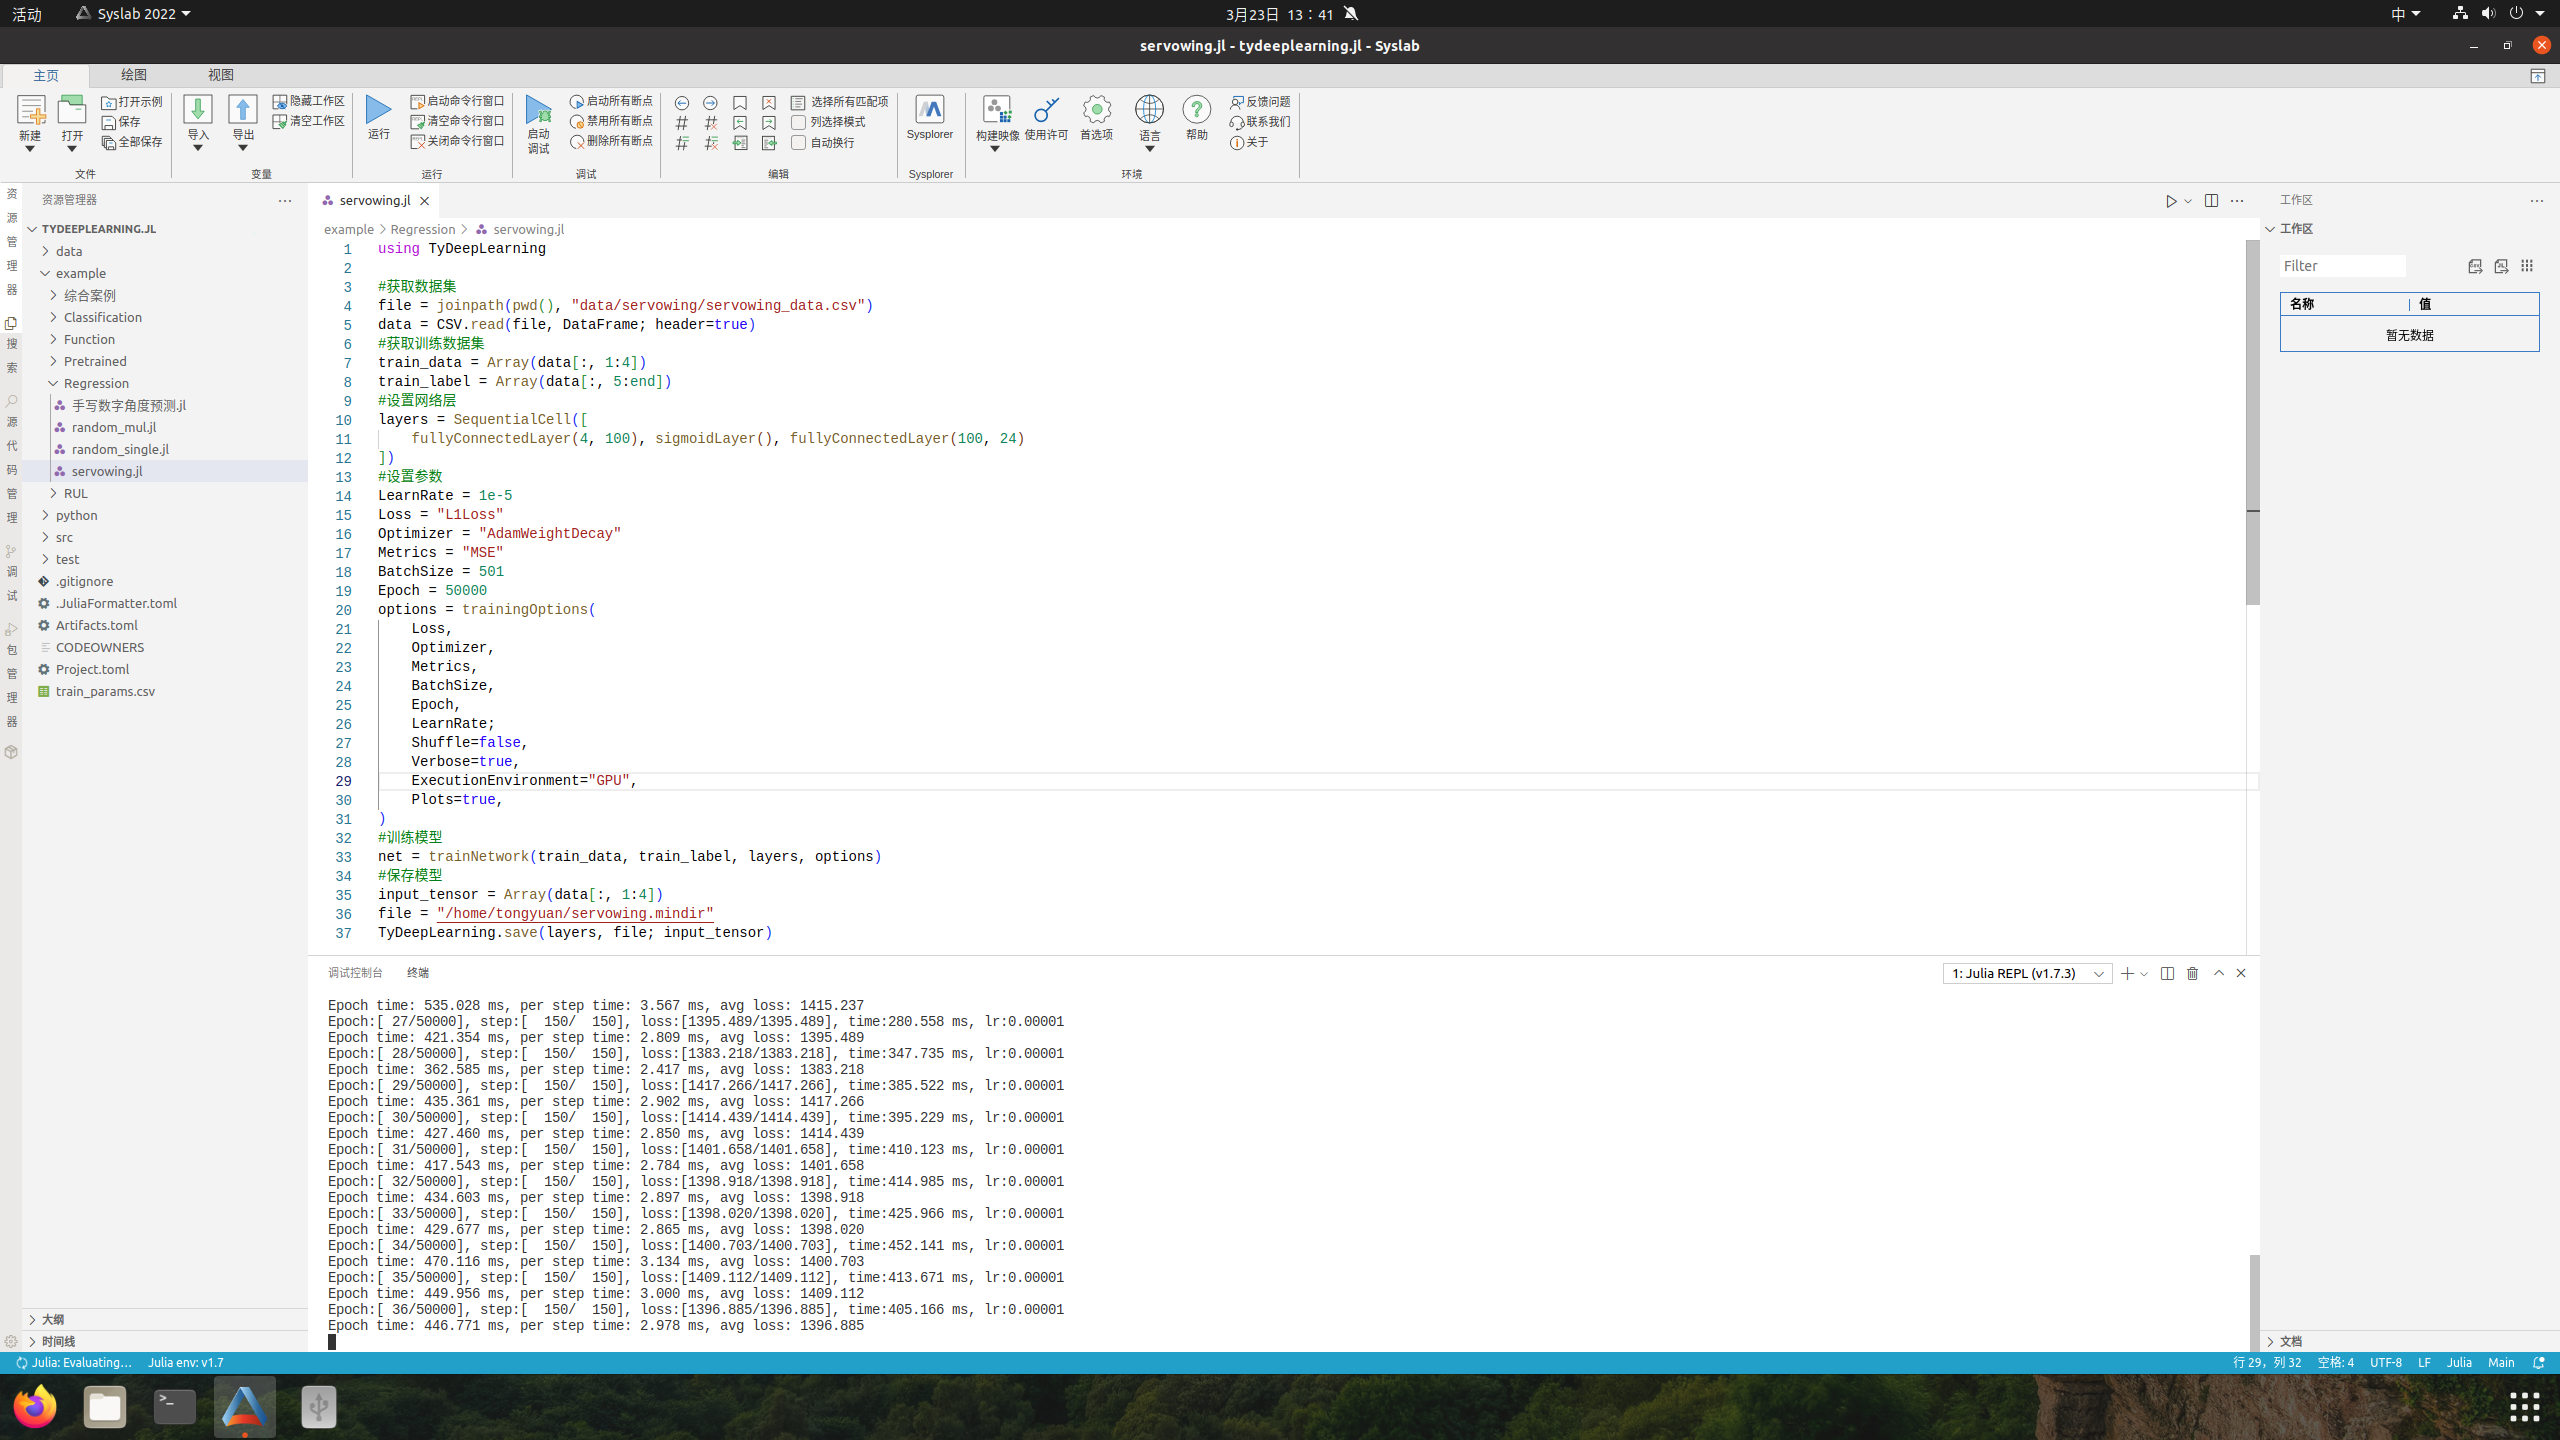 活动
Syslab 2022
3月23日 13：41
中
servowing.jl - tydeeplearning.jl - Syslab
主页
绘图
视图
新建
打开
打开示例
保存
全部保存
文件
导入
导出
隐藏工作区
清空工作区
变量
运行
启动命令行窗口
清空命令行窗口
关闭命令行窗口
运行
启动
调试
启动所有断点
禁用所有断点
删除所有断点
调试
选择所有匹配项
列选择模式
自动换行
编辑
Sysplorer
Sysplorer
构建映像
使用许可
首选项
语言
帮助
反馈问题
联系我们
关于
环境
资
源
管
理
器
搜
索
源
代
码
管
理
调
试
包
管
理
器
资源管理器
TYDEEPLEARNING.JL
data
example
综合案例
Classification
Function
Pretrained
Regression
手写数字角度预测.jl
random_mul.jl
random_single.jl
servowing.jl
RUL
python
src
test
.gitignore
.JuliaFormatter.toml
Artifacts.toml
CODEOWNERS
Project.toml
train_params.csv
大纲
时间线
servowing.jl
example > Regression > servowing.jl
1 using TyDeepLearning
2
3 #获取数据集
4 file = joinpath(pwd(), "data/servowing/servowing_data.csv")
5 data = CSV.read(file, DataFrame; header=true)
6 #获取训练数据集
7 train_data = Array(data[:, 1:4])
8 train_label = Array(data[:, 5:end])
9 #设置网络层
10 layers = SequentialCell([
11     fullyConnectedLayer(4, 100), sigmoidLayer(), fullyConnectedLayer(100, 24)
12 ])
13 #设置参数
14 LearnRate = 1e-5
15 Loss = "L1Loss"
16 Optimizer = "AdamWeightDecay"
17 Metrics = "MSE"
18 BatchSize = 501
19 Epoch = 50000
20 options = trainingOptions(
21     Loss,
22     Optimizer,
23     Metrics,
24     BatchSize,
25     Epoch,
26     LearnRate;
27     Shuffle=false,
28     Verbose=true,
29     ExecutionEnvironment="GPU",
30     Plots=true,
31 )
32 #训练模型
33 net = trainNetwork(train_data, train_label, layers, options)
34 #保存模型
35 input_tensor = Array(data[:, 1:4])
36 file = "/home/tongyuan/servowing.mindir"
37 TyDeepLearning.save(layers, file; input_tensor)
调试控制台
终端
1: Julia REPL (v1.7.3)
Epoch time: 535.028 ms, per step time: 3.567 ms, avg loss: 1415.237
Epoch:[ 27/50000], step:[  150/  150], loss:[1395.489/1395.489], time:280.558 ms, lr:0.00001
Epoch time: 421.354 ms, per step time: 2.809 ms, avg loss: 1395.489
Epoch:[ 28/50000], step:[  150/  150], loss:[1383.218/1383.218], time:347.735 ms, lr:0.00001
Epoch time: 362.585 ms, per step time: 2.417 ms, avg loss: 1383.218
Epoch:[ 29/50000], step:[  150/  150], loss:[1417.266/1417.266], time:385.522 ms, lr:0.00001
Epoch time: 435.361 ms, per step time: 2.902 ms, avg loss: 1417.266
Epoch:[ 30/50000], step:[  150/  150], loss:[1414.439/1414.439], time:395.229 ms, lr:0.00001
Epoch time: 427.460 ms, per step time: 2.850 ms, avg loss: 1414.439
Epoch:[ 31/50000], step:[  150/  150], loss:[1401.658/1401.658], time:410.123 ms, lr:0.00001
Epoch time: 417.543 ms, per step time: 2.784 ms, avg loss: 1401.658
Epoch:[ 32/50000], step:[  150/  150], loss:[1398.918/1398.918], time:414.985 ms, lr:0.00001
Epoch time: 434.603 ms, per step time: 2.897 ms, avg loss: 1398.918
Epoch:[ 33/50000], step:[  150/  150], loss:[1398.020/1398.020], time:425.966 ms, lr:0.00001
Epoch time: 429.677 ms, per step time: 2.865 ms, avg loss: 1398.020
Epoch:[ 34/50000], step:[  150/  150], loss:[1400.703/1400.703], time:452.141 ms, lr:0.00001
Epoch time: 470.116 ms, per step time: 3.134 ms, avg loss: 1400.703
Epoch:[ 35/50000], step:[  150/  150], loss:[1409.112/1409.112], time:413.671 ms, lr:0.00001
Epoch time: 449.956 ms, per step time: 3.000 ms, avg loss: 1409.112
Epoch:[ 36/50000], step:[  150/  150], loss:[1396.885/1396.885], time:405.166 ms, lr:0.00001
Epoch time: 446.771 ms, per step time: 2.978 ms, avg loss: 1396.885
工作区
工作区
Filter
名称 | 值
暂无数据
文档
Julia: Evaluating...
Julia env: v1.7
行 29，列 32
空格: 4
UTF-8
LF
Julia
Main